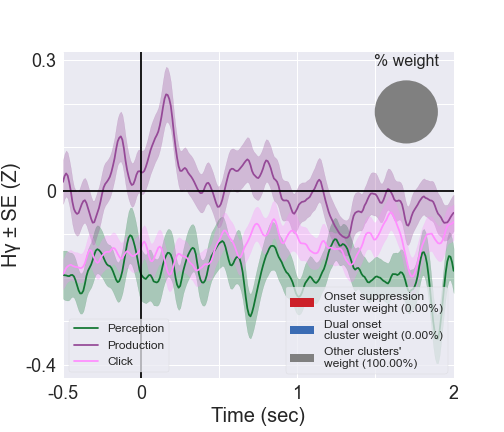 % weight
0.3
0
-0.4
Hγ ± SE (Z)
Perception
Production
Click
Onset suppression
cluster weight (0.00%)
Dual onset
cluster weight (0.00%)
Other clusters'
weight (100.00%)
-0.5 0 1 2
Time (sec)